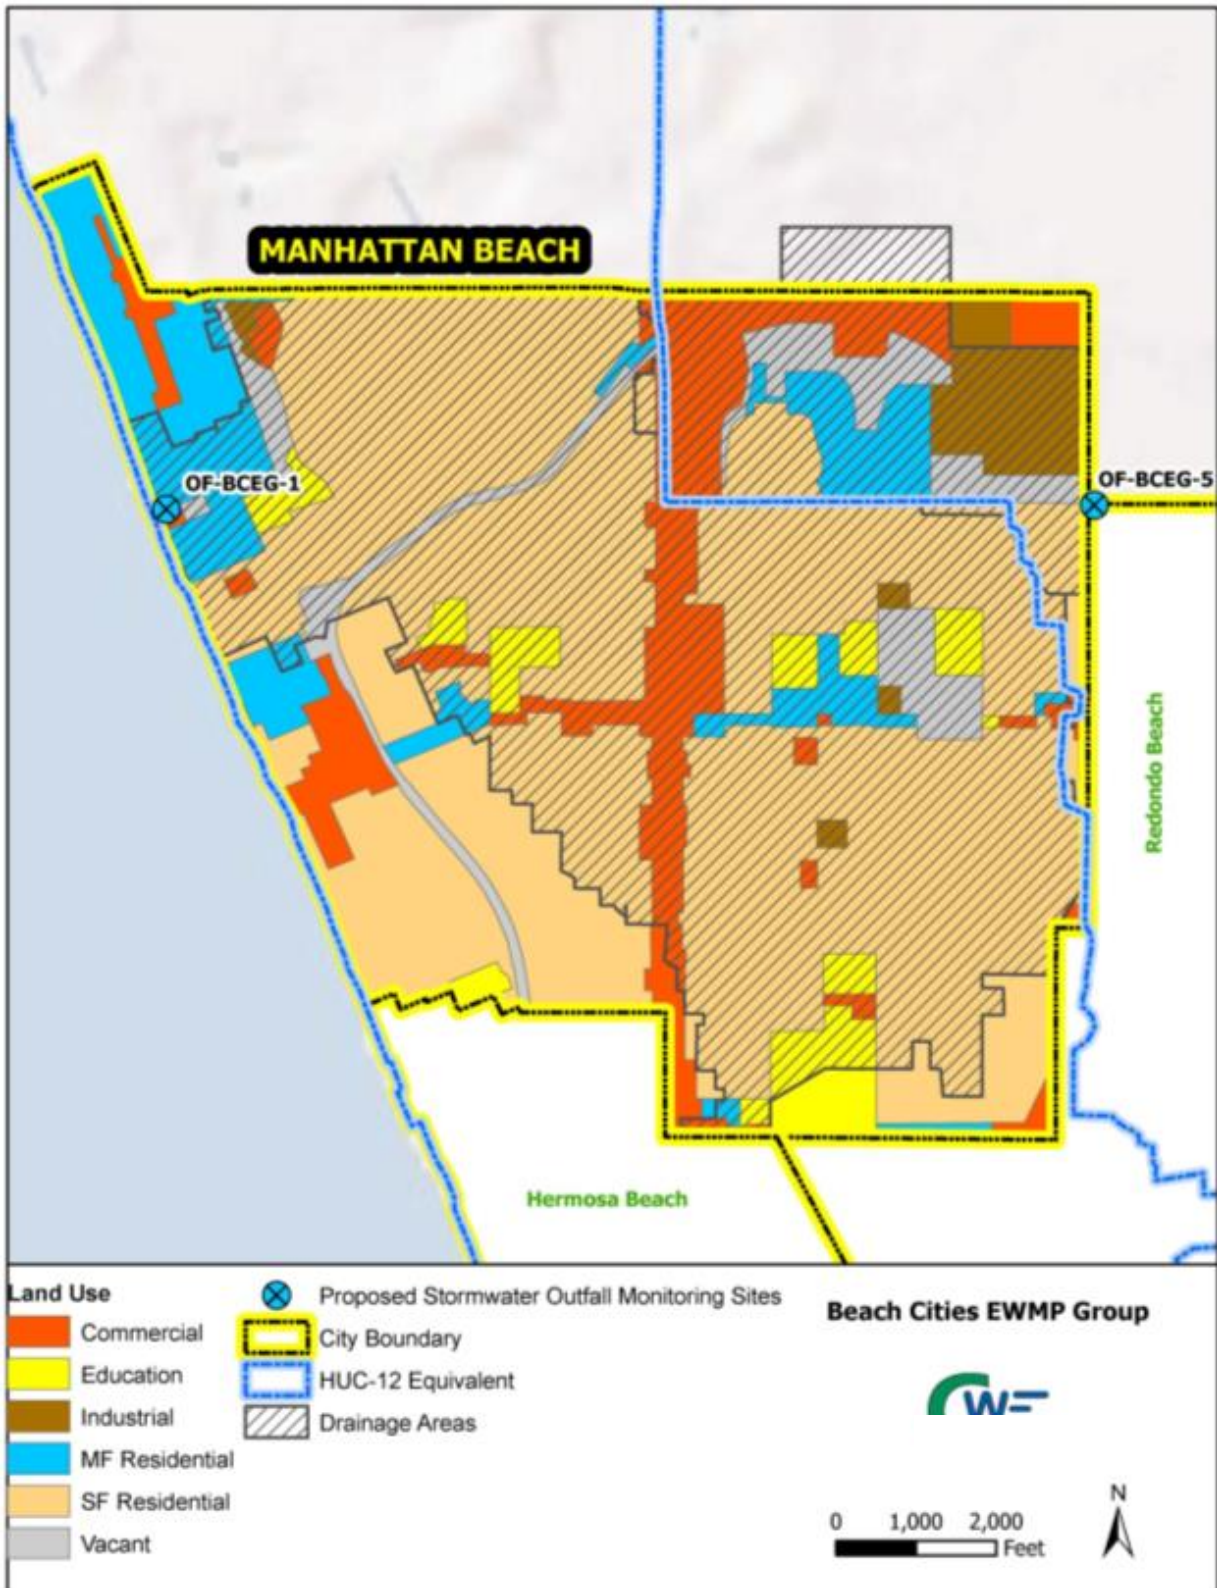 MANHATTAN BEACH
OF-BCEG-1
OF-BCEG-5
Redondo Beach
Hermosa Beach
Land Use
Commercial
Education
Industrial
MF Residential
SF Residential
Vacant
Proposed Stormwater Outfall Monitoring Sites
City Boundary
HUC-12 Equivalent
Drainage Areas
Beach Cities EWMP Group
N
0 1,000 2,000
Feet